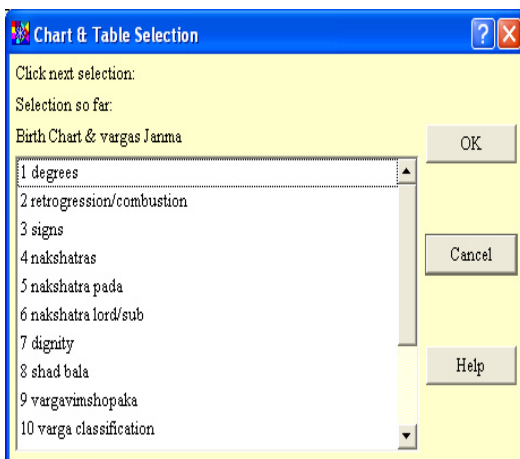 Chart & Table Selection
Click next selection:
Selection so far:
Birth Chart & vargas Janma
OK
1 degrees
2 retrogression/combustion
3 signs
4 nakshatras
Cancel
5 nakshatra pada
6 nakshatra lord/sub
7 dignity
8 shad bala
Help
9 vargavimshopaka
10 varga classification